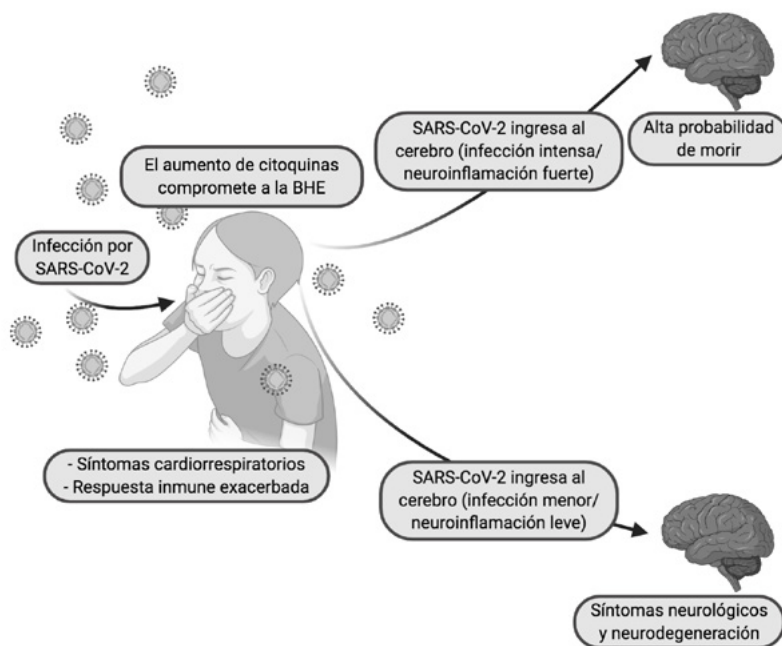 El aumento de citoquinas
compromete a la BHE
SARS-CoV-2 ingresa al
cerebro (infección intensa/
neuroinflamación fuerte)
Alta probabilidad
de morir
Infección por
SARS-CoV-2
- Síntomas cardiorrespiratorios
- Respuesta inmune exacerbada
SARS-CoV-2 ingresa al
cerebro (infección menor/
neuroinflamación leve)
Síntomas neurológicos
y neurodegeneración